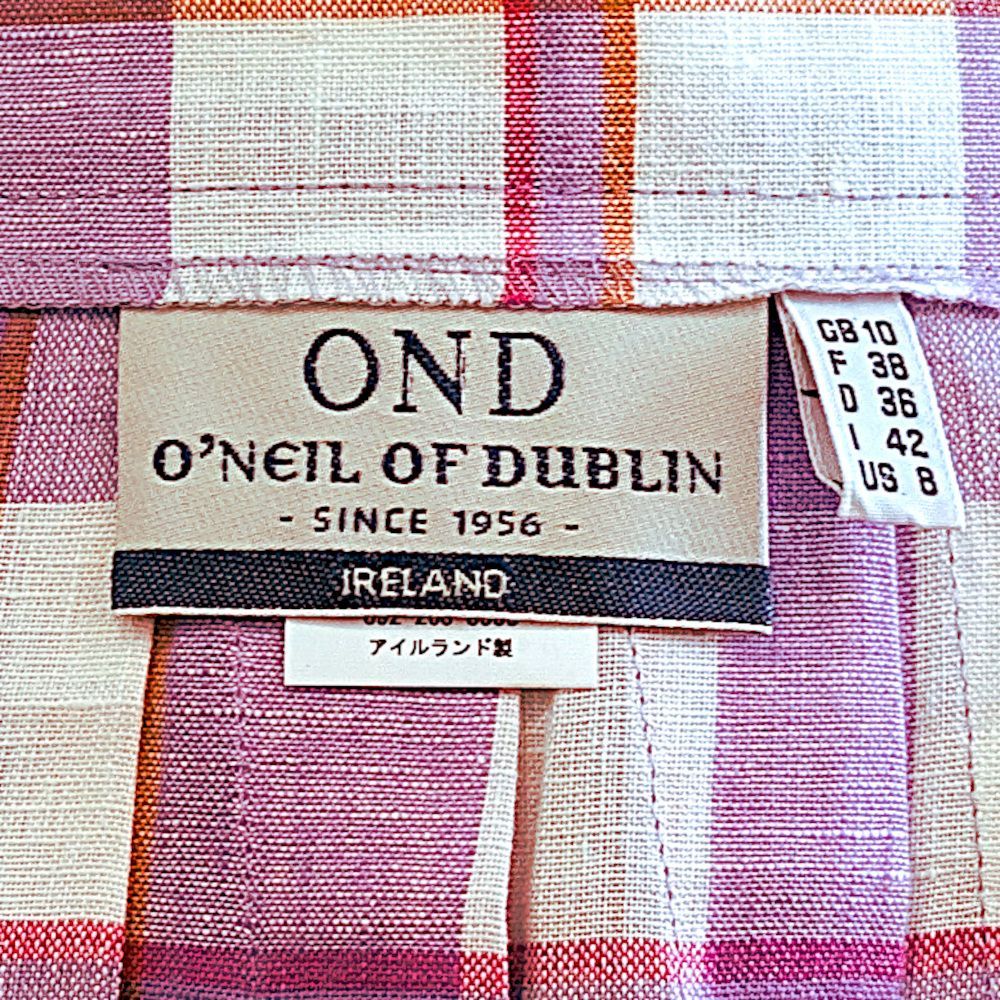 OND
O'NEIL OF DUBLIN
- SINCE 1956 -
IRELAND
アイルランド製
GB 10
F 38
D 36
I 42
US 8